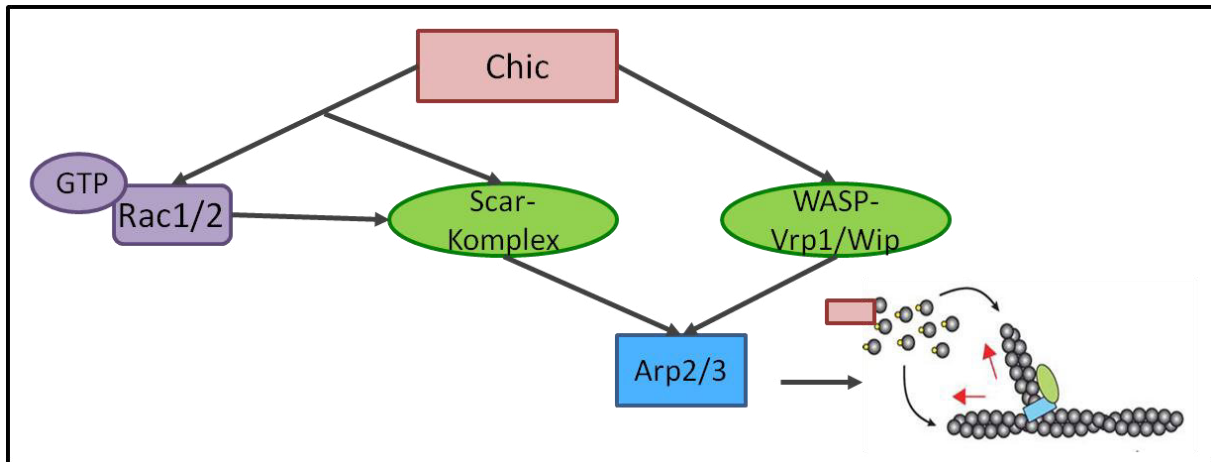 Chic
GTP
Rac1/2
Scar-
Komplex
WASP-
Vrp1/Wip
Arp2/3